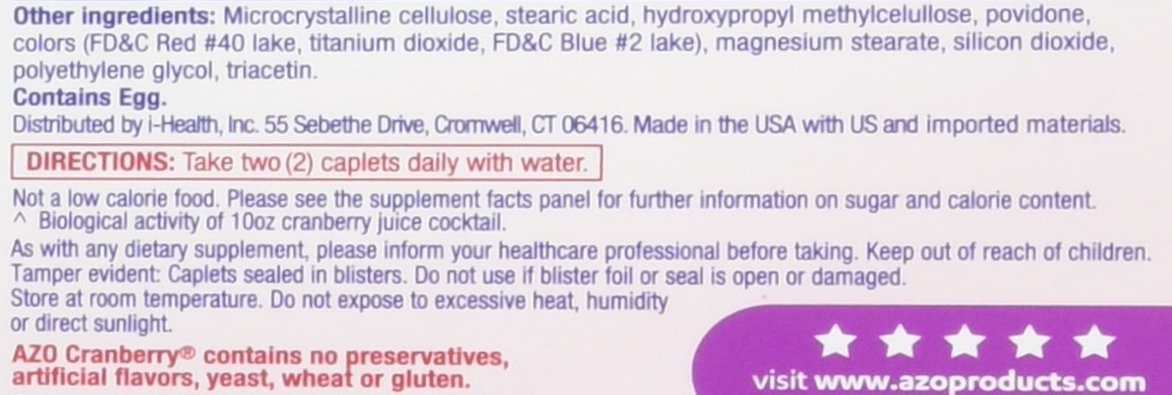 Other ingredients: Microcrystalline cellulose, stearic acid, hydroxypropyl methylcelullose, povidone,
colors (FD&C Red #40 lake, titanium dioxide, FD&C Blue #2 lake), magnesium stearate, silicon dioxide,
polyethylene glycol, triacetin.
Contains Egg.
Distributed by i-Health, Inc. 55 Sebethe Drive, Cromwell, CT 06416. Made in the USA with US and imported materials.
DIRECTIONS: Take two (2) caplets daily with water.
Not a low calorie food. Please see the supplement facts panel for further information on sugar and calorie content.
^ Biological activity of 10oz cranberry juice cocktail.
As with any dietary supplement, please inform your healthcare professional before taking. Keep out of reach of children.
Tamper evident: Caplets sealed in blisters. Do not use if blister foil or seal is open or damaged.
Store at room temperature. Do not expose to excessive heat, humidity
or direct sunlight.
AZO Cranberry® contains no preservatives,
artificial flavors, yeast, wheat or gluten.
visit www.azoproducts.com